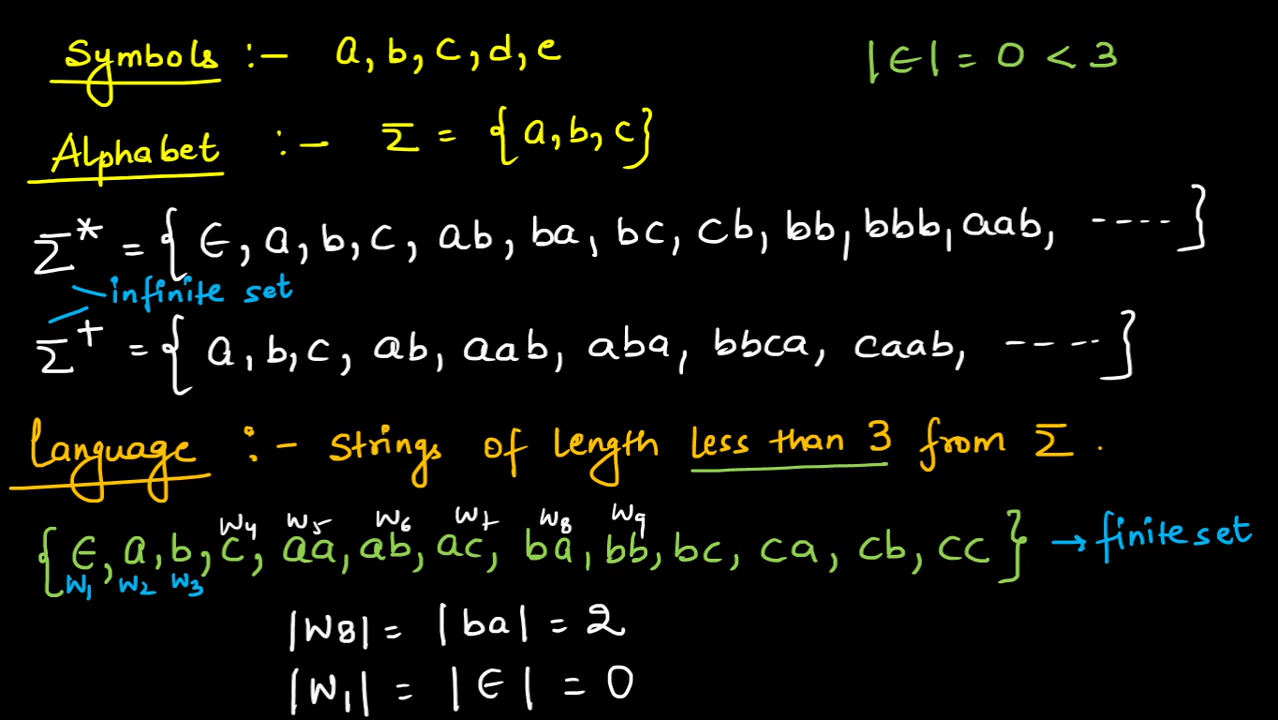 Symbols :- a, b, c, d, e
|ϵ| = 0 < 3
Alphabet :- Σ = {a, b, c}
Σ* = {ϵ, a, b, c, ab, ba, bc, cb, bb, bbb, aab, ----}
infinite set
Σ+ = {a, b, c, ab, aab, aba, bbca, caab, ----}
language :- strings of length less than 3 from Σ.
w4 w5 w6 w7 w8 w9
{ϵ, a, b, c, aa, ab, ac, ba, bb, bc, ca, cb, cc} → finite set
w1 w2 w3
|w8| = |ba| = 2
|w1| = |ϵ| = 0